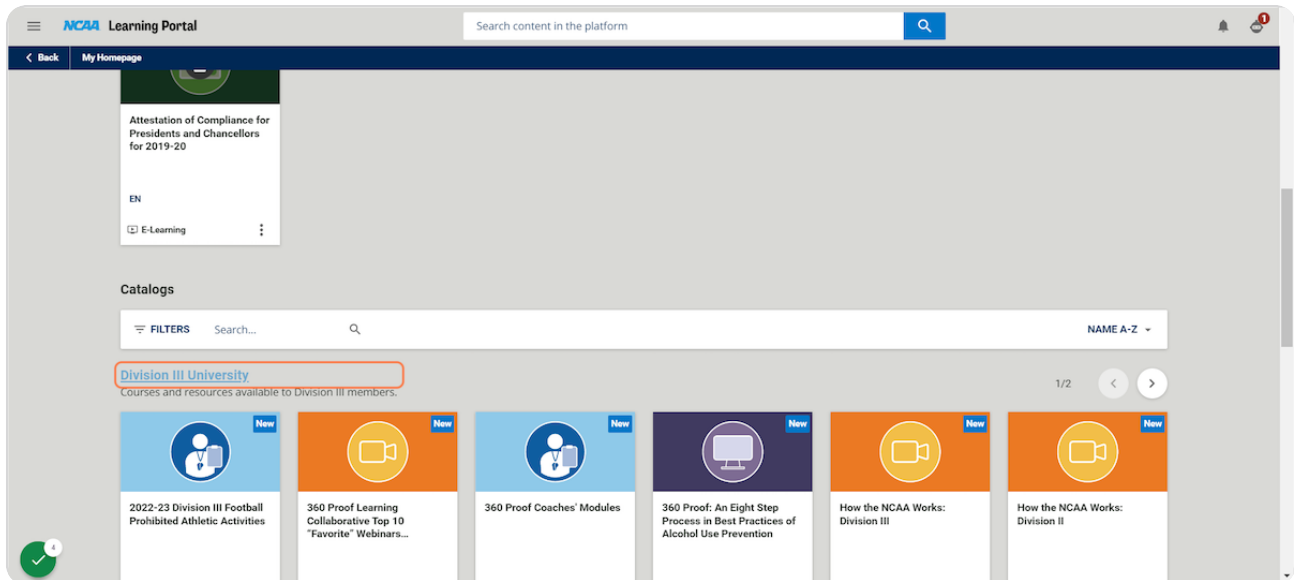 NCAA Learning Portal
Search content in the platform
1
Back
My Homepage
Attestation of Compliance for
Presidents and Chancellors
for 2019-20
EN
E-Learning
Catalogs
FILTERS
Search...
NAME A-Z
Division III University
Courses and resources available to Division III members.
1/2
New
2022-23 Division III Football
Prohibited Athletic Activities
New
360 Proof Learning
Collaborative Top 10
"Favorite" Webinars...
New
360 Proof Coaches' Modules
New
360 Proof: An Eight Step
Process in Best Practices of
Alcohol Use Prevention
New
How the NCAA Works:
Division III
New
How the NCAA Works:
Division II
4